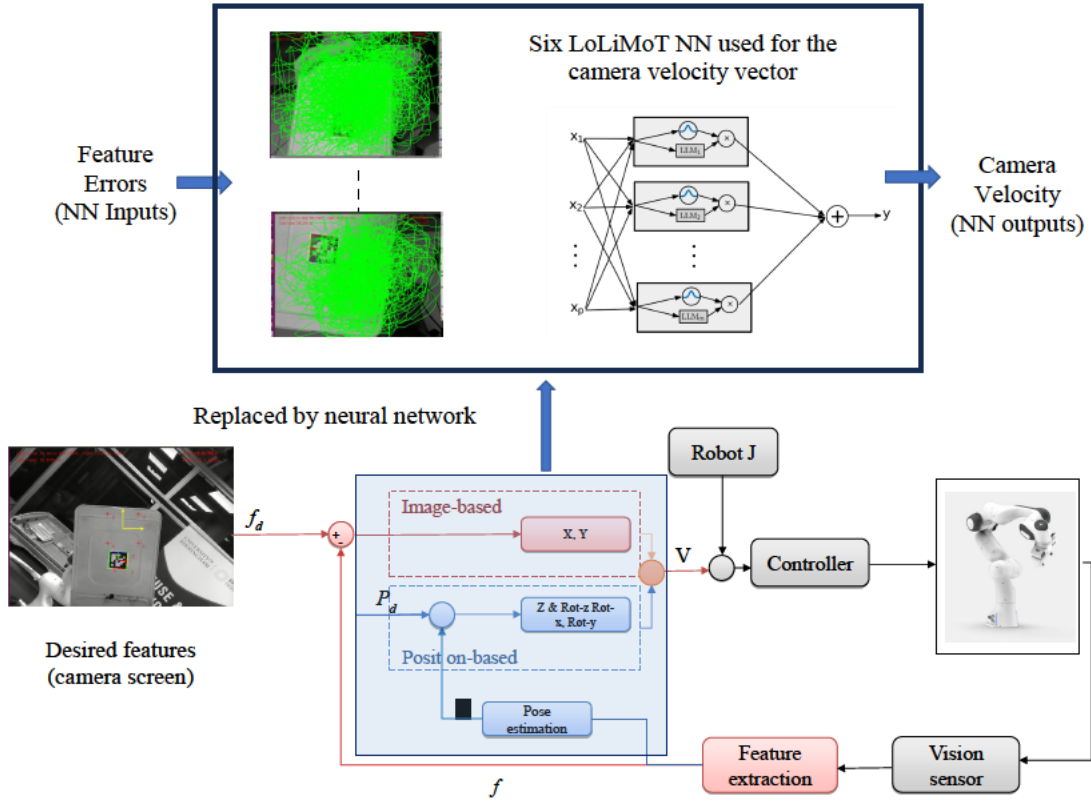 Six LoLiMoT NN used for the
camera velocity vector
Feature
Errors
(NN Inputs)
x1
x2
xp
LLM1
LLM2
LLMm
y
Camera
Velocity
(NN outputs)
Replaced by neural network
Robot J
Image-based
X, Y
fd
+
-
V
Controller
Pd
Z & Rot-z Rot-
x, Rot-y
Posit on-based
Desired features
(camera screen)
Pose
estimation
Feature
extraction
Vision
sensor
f